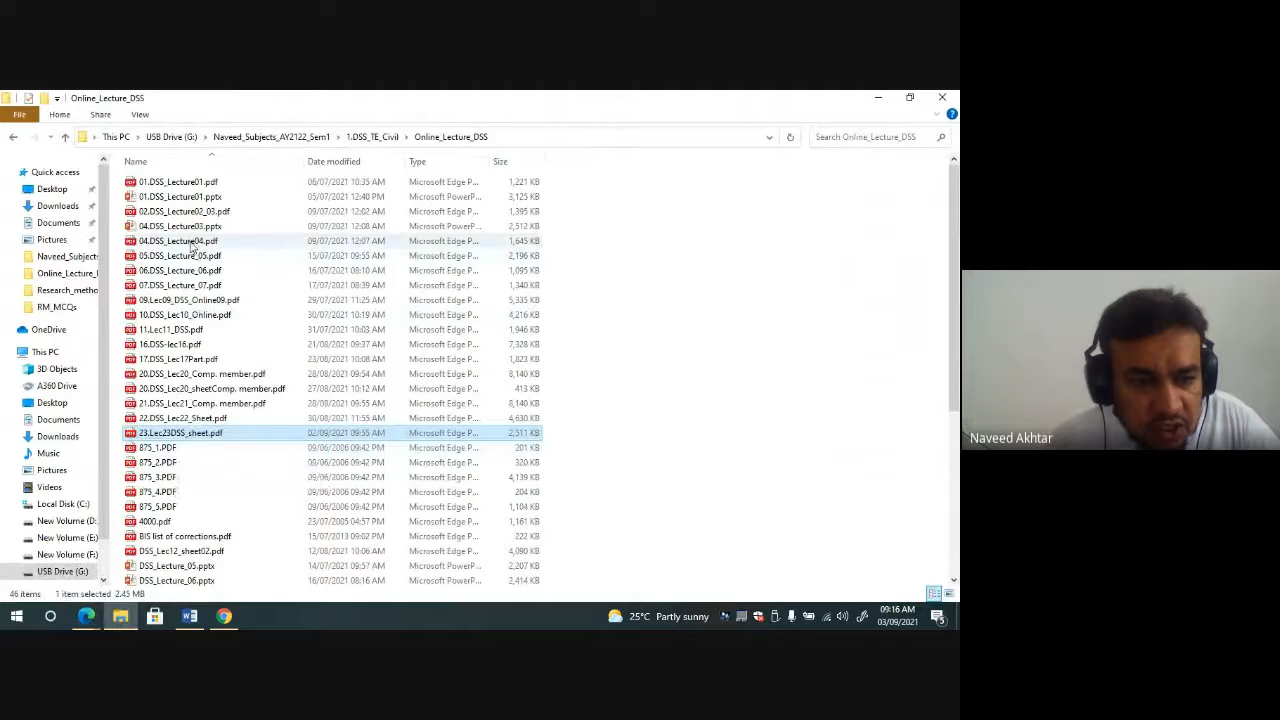 Online_Lecture_DSS
File Home Share View
This PC USB Drive (G:) Naveed_Subjects_AY2122_Sem1 1.DSS_TE_Civil Online_Lecture_DSS Search Online_Lecture_DSS
Name Date modified Type Size
Quick access
Desktop
Downloads
Documents
Pictures
Naveed_Subjects
Online_Lecture_
Research_metho
RM_MCQs
OneDrive
This PC
3D Objects
A360 Drive
Desktop
Documents
Downloads
Music
Pictures
Videos
Local Disk (C:)
New Volume (D:
New Volume (E:)
New Volume (F:)
USB Drive (G:)
01.DSS_Lecture01.pdf 06/07/2021 10:35 AM Microsoft Edge P... 1,221 KB
01.DSS_Lecture01.pptx 05/07/2021 12:40 PM Microsoft PowerP... 3,125 KB
02.DSS_Lecture02_03.pdf 09/07/2021 12:02 AM Microsoft Edge P... 1,395 KB
04.DSS_Lecture03.pptx 09/07/2021 12:08 AM Microsoft PowerP... 2,512 KB
04.DSS_Lecture04.pdf 09/07/2021 12:07 AM Microsoft Edge P... 1,645 KB
05.DSS_Lecture_05.pdf 15/07/2021 09:55 AM Microsoft Edge P... 2,196 KB
06.DSS_Lecture_06.pdf 16/07/2021 08:10 AM Microsoft Edge P... 1,095 KB
07.DSS_Lecture_07.pdf 17/07/2021 08:39 AM Microsoft Edge P... 1,340 KB
09.Lec09_DSS_Online09.pdf 29/07/2021 11:25 AM Microsoft Edge P... 5,335 KB
10.DSS_Lec10_Online.pdf 30/07/2021 10:19 AM Microsoft Edge P... 4,216 KB
11.Lec11_DSS.pdf 31/07/2021 10:03 AM Microsoft Edge P... 1,946 KB
16.DSS-lec16.pdf 21/08/2021 09:37 AM Microsoft Edge P... 7,328 KB
17.DSS_Lec17Part.pdf 23/08/2021 10:08 AM Microsoft Edge P... 1,823 KB
20.DSS_Lec20_Comp. member.pdf 28/08/2021 09:54 AM Microsoft Edge P... 8,140 KB
20.DSS_Lec20_sheetComp. member.pdf 27/08/2021 10:12 AM Microsoft Edge P... 413 KB
21.DSS_Lec21_Comp. member.pdf 28/08/2021 09:55 AM Microsoft Edge P... 8,140 KB
22.DSS_Lec22_Sheet.pdf 30/08/2021 11:55 AM Microsoft Edge P... 4,630 KB
23.Lec23DSS_sheet.pdf 02/09/2021 09:55 AM Microsoft Edge P... 2,511 KB
875_1.PDF 09/06/2006 09:42 PM Microsoft Edge P... 201 KB
875_2.PDF 09/06/2006 09:42 PM Microsoft Edge P... 320 KB
875_3.PDF 09/06/2006 09:42 PM Microsoft Edge P... 4,139 KB
875_4.PDF 09/06/2006 09:42 PM Microsoft Edge P... 204 KB
875_5.PDF 09/06/2006 09:42 PM Microsoft Edge P... 1,104 KB
4000.pdf 23/07/2005 04:57 PM Microsoft Edge P... 1,161 KB
BIS list of corrections.pdf 15/07/2013 09:02 PM Microsoft Edge P... 222 KB
DSS_Lec12_sheet02.pdf 12/08/2021 10:06 AM Microsoft Edge P... 4,090 KB
DSS_Lecture_05.pptx 14/07/2021 09:57 AM Microsoft PowerP... 2,207 KB
DSS_Lecture_06.pptx 16/07/2021 08:16 AM Microsoft PowerP... 2,414 KB
46 items 1 item selected 2.45 MB
25°C Partly sunny
09:16 AM
03/09/2021
5
Naveed Akhtar